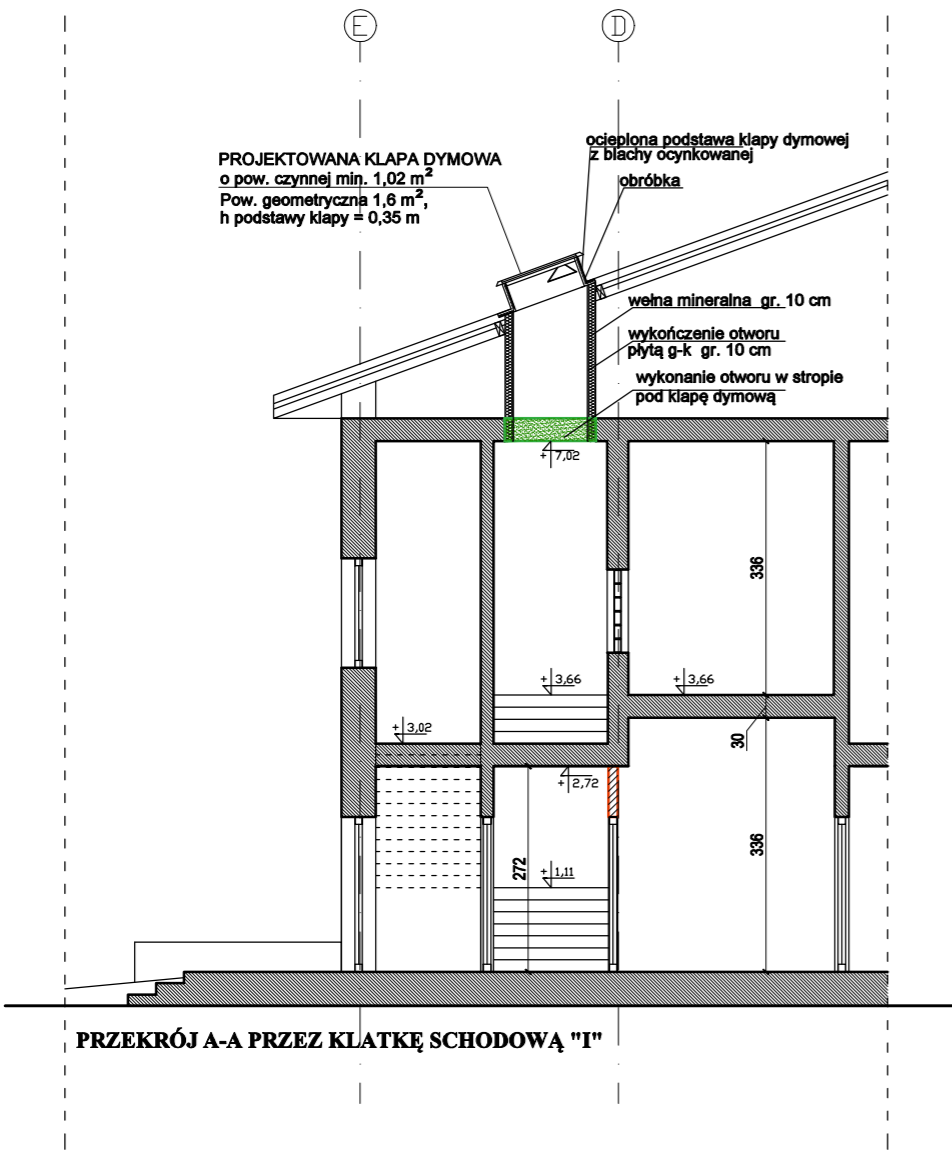 E
D
PROJEKTOWANA KLAPA DYMOWA
o pow. czynnej min. 1,02 m²
Pow. geometryczna 1,6 m²,
h podstawy klapy = 0,35 m
ocieplona podstawa klapy dymowej
z blachy ocynkowanej
obróbka
wełna mineralna gr. 10 cm
wykończenie otworu
płytą g-k gr. 10 cm
wykonanie otworu w stropie
pod klapę dymową
+ 7,02
336
+ 3,66
+ 3,66
+ 3,02
30
+ 2,72
272
+ 1,11
336
PRZEKRÓJ A-A PRZEZ KLATKĘ SCHODOWĄ "I"